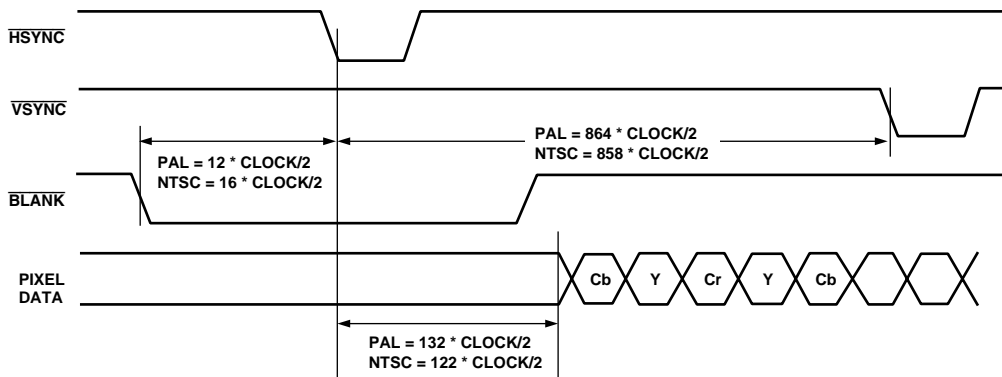 HSYNC
VSYNC
PAL = 864 * CLOCK/2
NTSC = 858 * CLOCK/2
PAL = 12 * CLOCK/2
NTSC = 16 * CLOCK/2
BLANK
PIXEL
DATA
Cb Y Cr Y Cb
PAL = 132 * CLOCK/2
NTSC = 122 * CLOCK/2